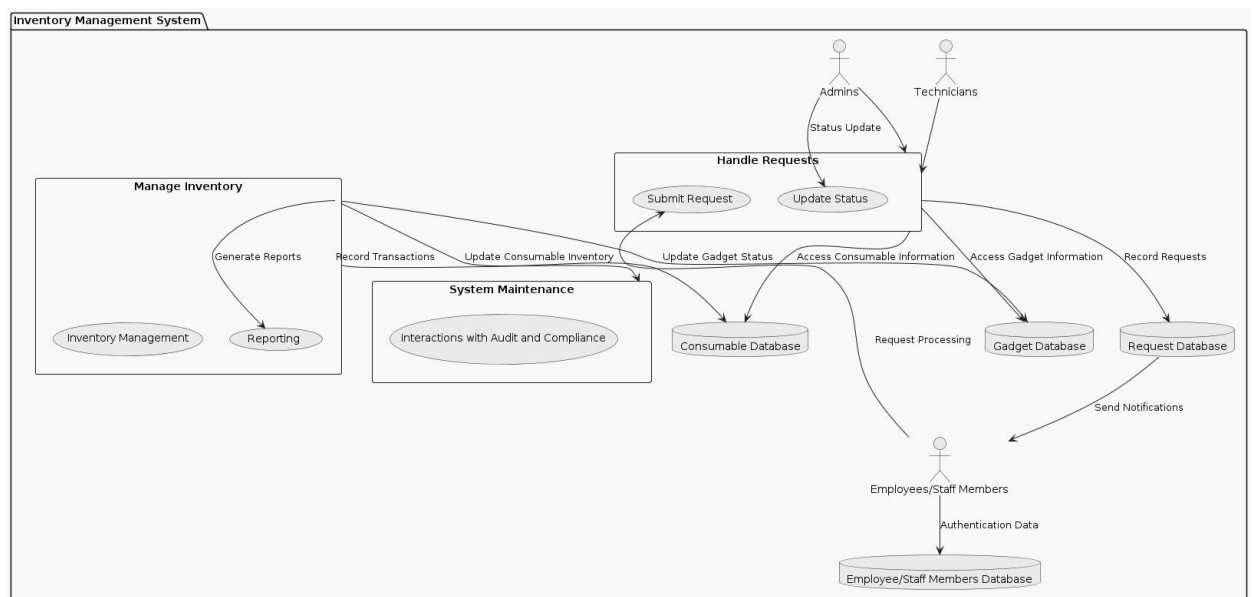 Inventory Management System
Admins
Technicians
Status Update
Handle Requests
Submit Request
Update Status
Manage Inventory
Generate Reports
Record Transactions
Update Consumable Inventory
Update Gadget Status
Access Consumable Information
Access Gadget Information
Record Requests
System Maintenance
Inventory Management
Reporting
Interactions with Audit and Compliance
Consumable Database
Request Processing
Gadget Database
Request Database
Send Notifications
Employees/Staff Members
Authentication Data
Employee/Staff Members Database